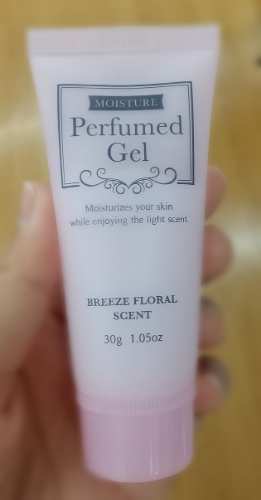 MOISTURE
Perfumed
Gel
Moisturizes your skin
while enjoying the light scent.
BREEZE FLORAL
SCENT
30g 1.05oz